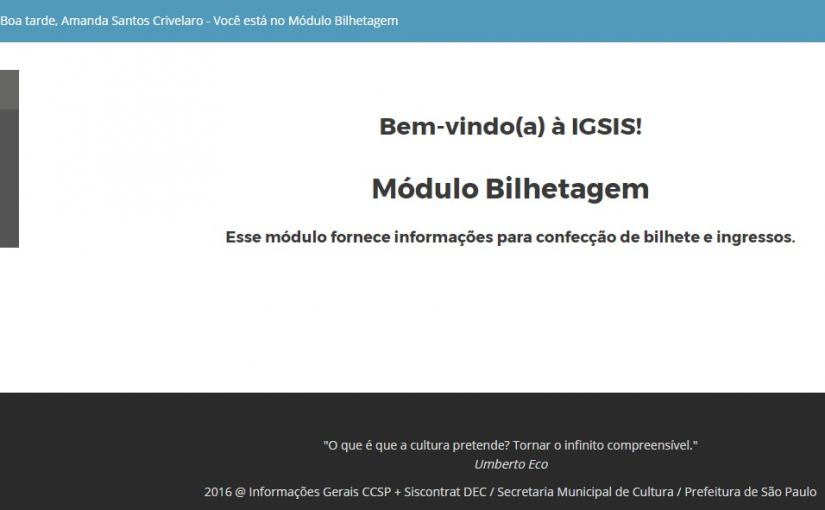 Boa tarde, Amanda Santos Crivelaro - Você está no Módulo Bilhetagem
Bem-vindo(a) à IGSIS!
Módulo Bilhetagem
Esse módulo fornece informações para confecção de bilhete e ingressos.
"O que é que a cultura pretende? Tornar o infinito compreensível."
Umberto Eco
2016 @ Informações Gerais CCSP + Siscontrat DEC / Secretaria Municipal de Cultura / Prefeitura de São Paulo